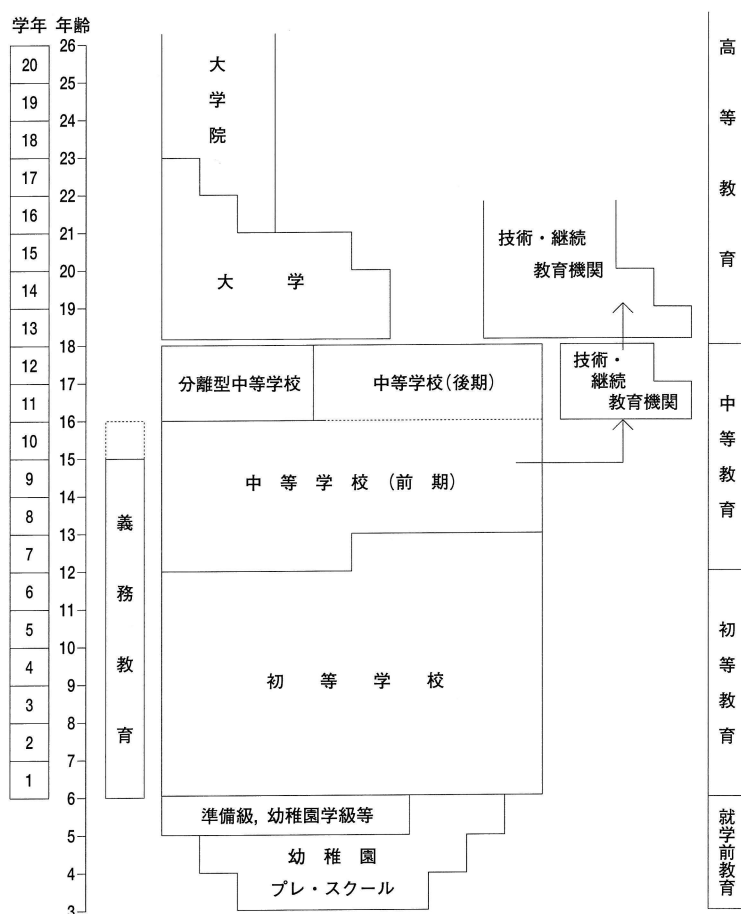 学年 年齢
26
20
25
19
24
18
23
17
22
16
21
15
20
14
19
13
18
12
17
11
16
10
15
9
14
8
13
7
12
6
11
5
10
4
9
3
8
2
7
1
6
5
4
3
義務教育
大学院
大学
技術・継続
教育機関
分離型中等学校
中等学校(後期)
技術・
継続
教育機関
中等学校(前期)
初等学校
準備級,幼稚園学級等
幼稚園
プレ・スクール
高等教育
中等教育
初等教育
就学前教育